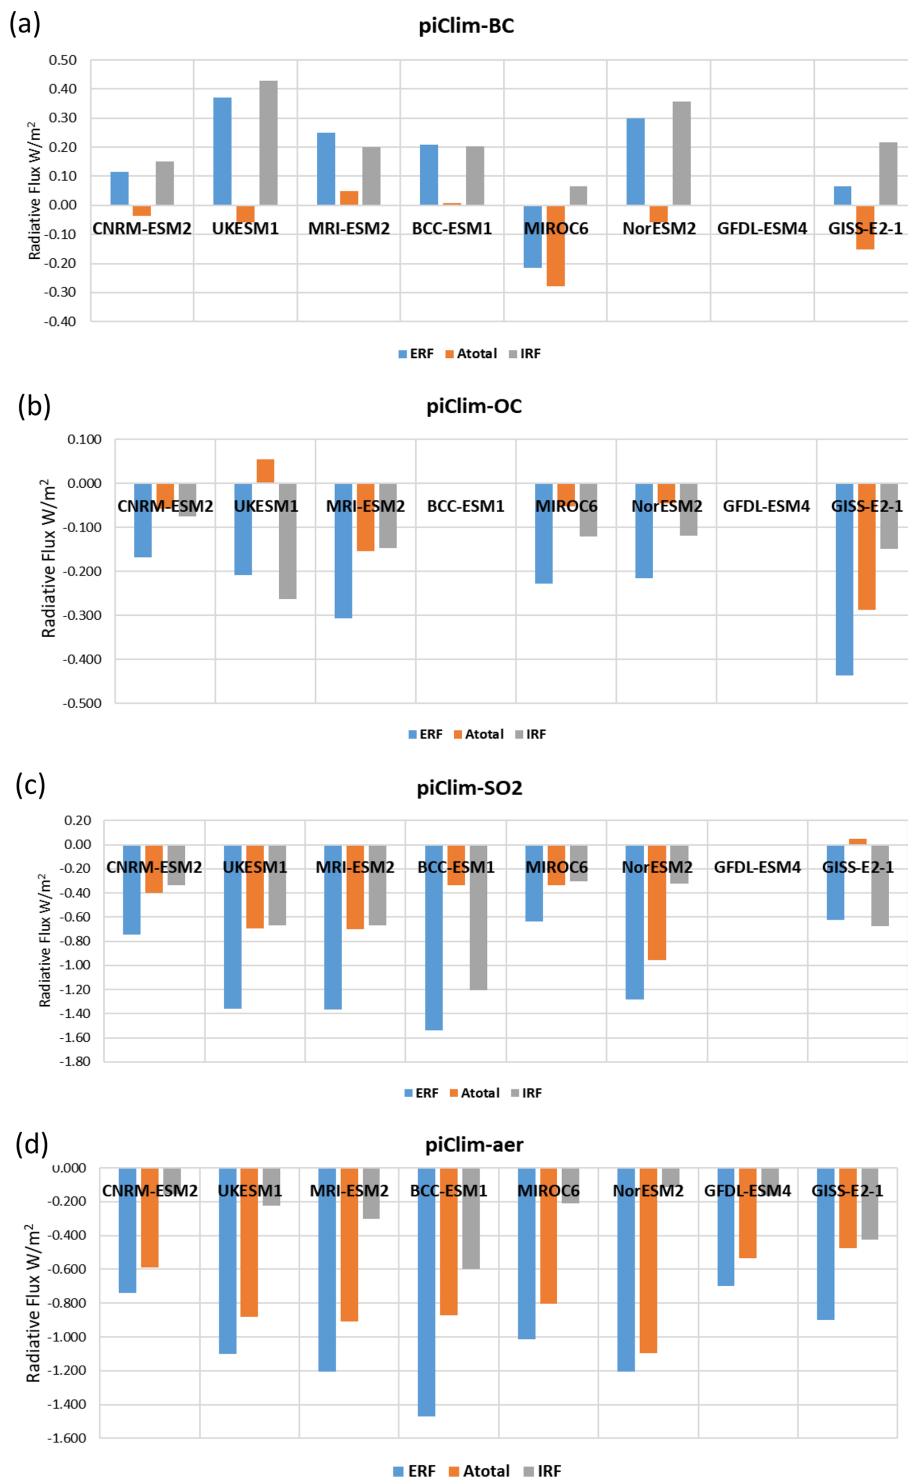 (a)
piClim-BC
Radiative Flux W/m²
0.50
0.40
0.30
0.20
0.10
0.00
-0.10
-0.20
-0.30
-0.40
CNRM-ESM2 UKESM1 MRI-ESM2 BCC-ESM1 MIROC6 NorESM2 GFDL-ESM4 GISS-E2-1
ERF Atotal IRF
(b)
piClim-OC
Radiative Flux W/m²
0.100
0.000
-0.100
-0.200
-0.300
-0.400
-0.500
CNRM-ESM2 UKESM1 MRI-ESM2 BCC-ESM1 MIROC6 NorESM2 GFDL-ESM4 GISS-E2-1
ERF Atotal IRF
(c)
piClim-SO2
Radiative Flux W/m²
0.20
0.00
-0.20
-0.40
-0.60
-0.80
-1.00
-1.20
-1.40
-1.60
-1.80
CNRM-ESM2 UKESM1 MRI-ESM2 BCC-ESM1 MIROC6 NorESM2 GFDL-ESM4 GISS-E2-1
ERF Atotal IRF
(d)
piClim-aer
Radiative Flux W/m²
0.000
-0.200
-0.400
-0.600
-0.800
-1.000
-1.200
-1.400
-1.600
CNRM-ESM2 UKESM1 MRI-ESM2 BCC-ESM1 MIROC6 NorESM2 GFDL-ESM4 GISS-E2-1
ERF Atotal IRF